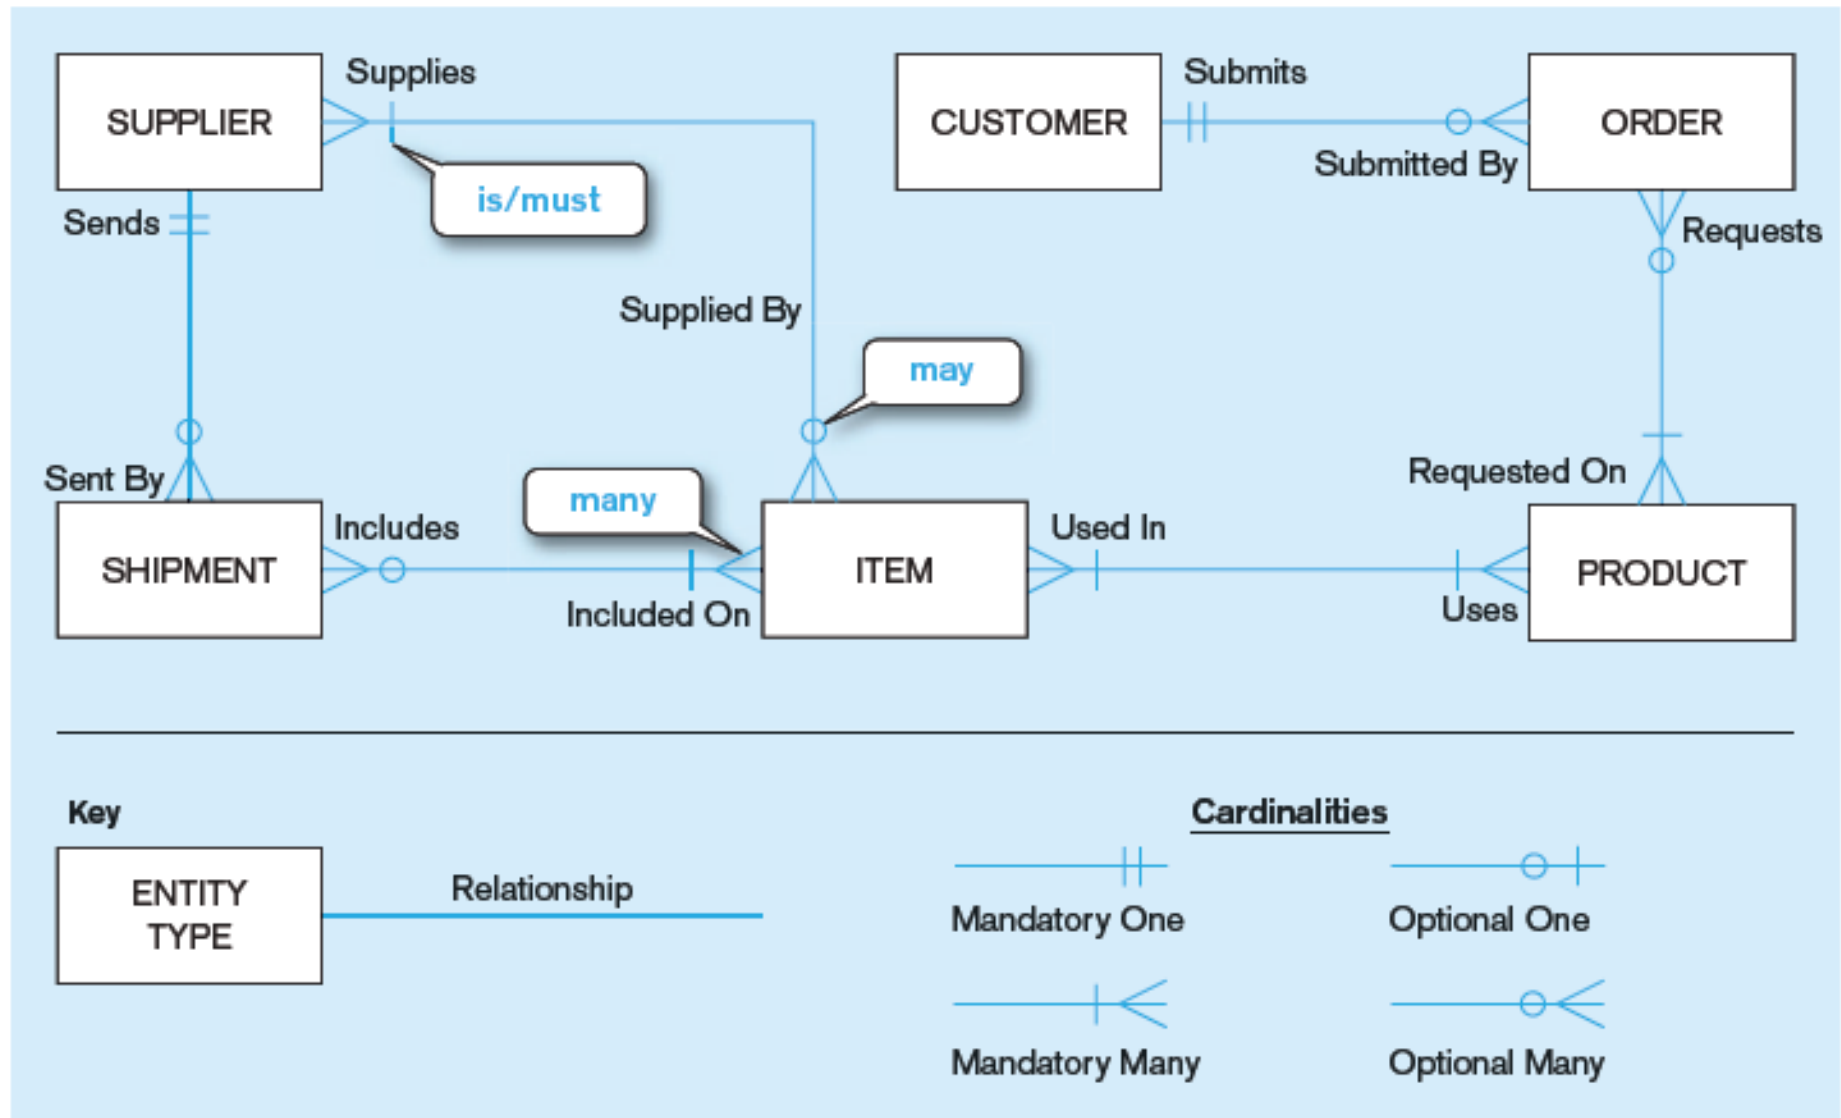 Supplies
Submits
SUPPLIER
CUSTOMER
ORDER
Submitted By
is/must
Sends
Requests
Supplied By
may
Requested On
Sent By
many
Includes
Used In
SHIPMENT
ITEM
PRODUCT
Included On
Uses
Key
Cardinalities
ENTITY
TYPE
Relationship
Mandatory One
Optional One
Mandatory Many
Optional Many